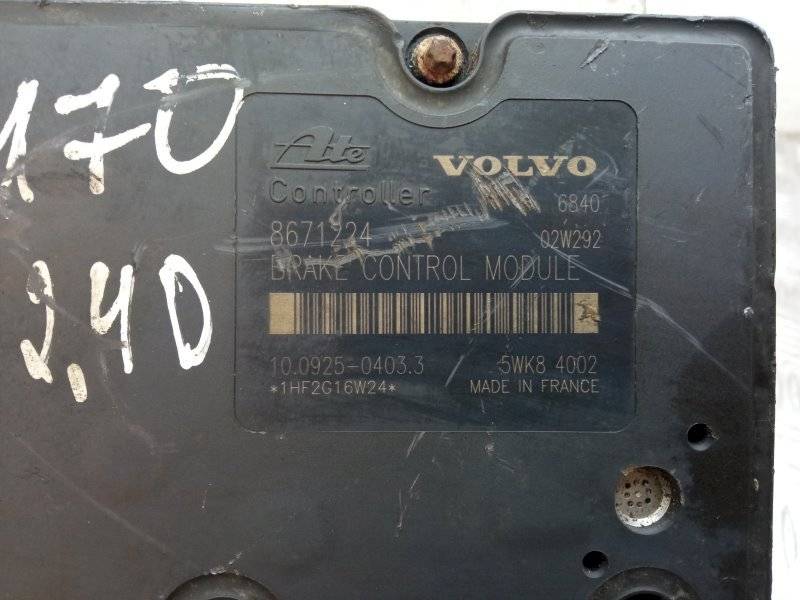 170
2,4D
Ate
VOLVO
Controller
6840
8671224
02W292
BRAKE CONTROL MODULE
10.0925-0403.3
5WK8 4002
*1HF2G16W24*
MADE IN FRANCE